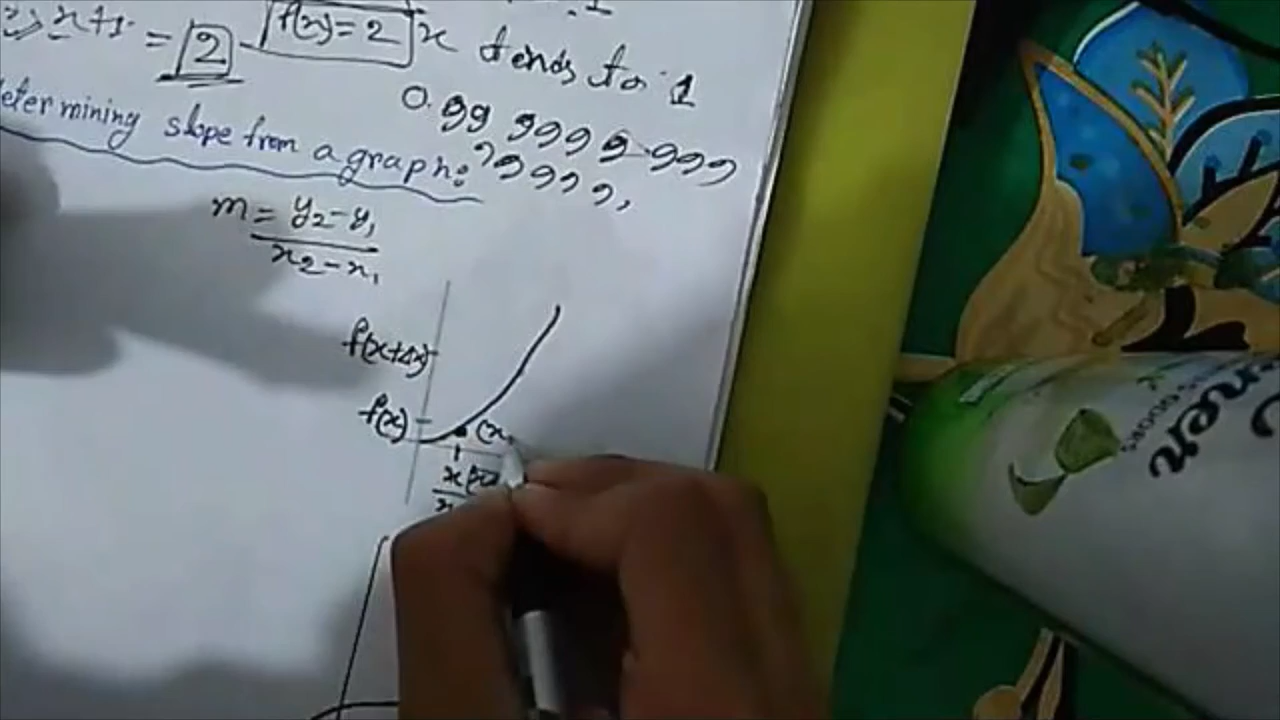 x+1 = 2 f(x)=2 x tends to 1
0.99 9999-999
99999,
determining slope from a graph:
m = y₂-y₁
x₂-x₁
f(x+Δx)
f(x)
(x,
x